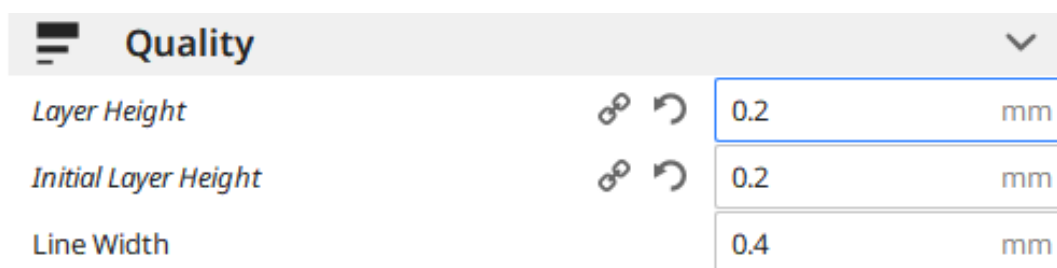 Quality
Layer Height 0.2 mm
Initial Layer Height 0.2 mm
Line Width 0.4 mm